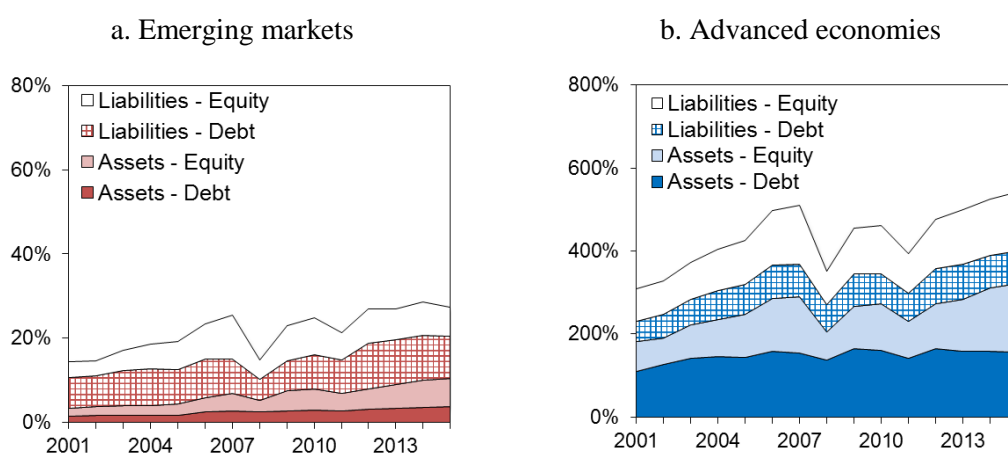 a. Emerging markets
80%
60%
40%
20%
0%
Liabilities - Equity
Liabilities - Debt
Assets - Equity
Assets - Debt
2001 2004 2007 2010 2013
b. Advanced economies
800%
600%
400%
200%
0%
Liabilities - Equity
Liabilities - Debt
Assets - Equity
Assets - Debt
2001 2004 2007 2010 2013